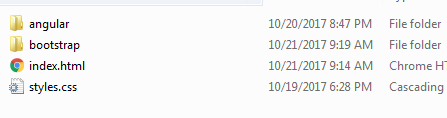 angular 10/20/2017 8:47 PM File folder
bootstrap 10/21/2017 9:19 AM File folder
index.html 10/21/2017 9:14 AM Chrome HT
styles.css 10/19/2017 6:28 PM Cascading